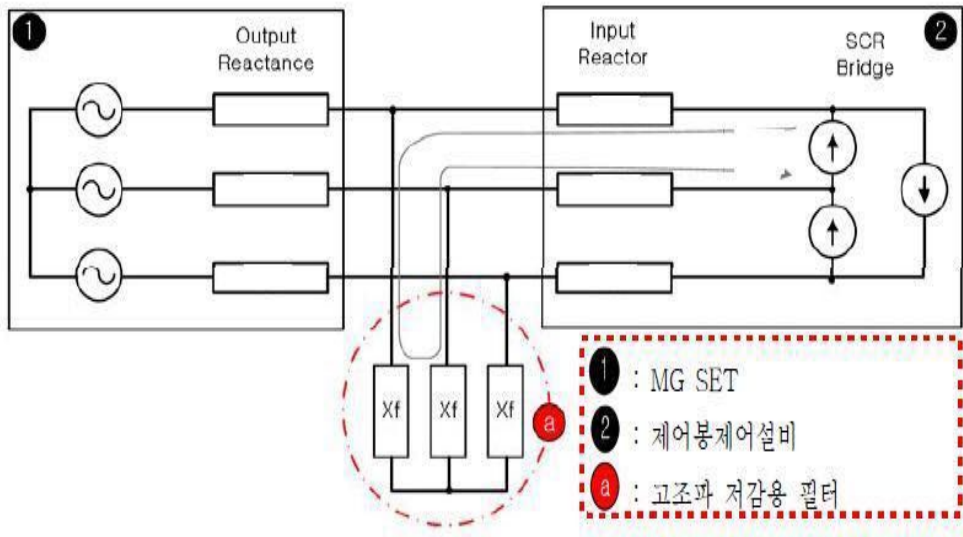 1
Output
Reactance
Input
Reactor
SCR
Bridge
2
Xf
Xf
Xf
a
1 : MG SET
2 : 제어봉제어설비
a : 고조파 저감용 필터